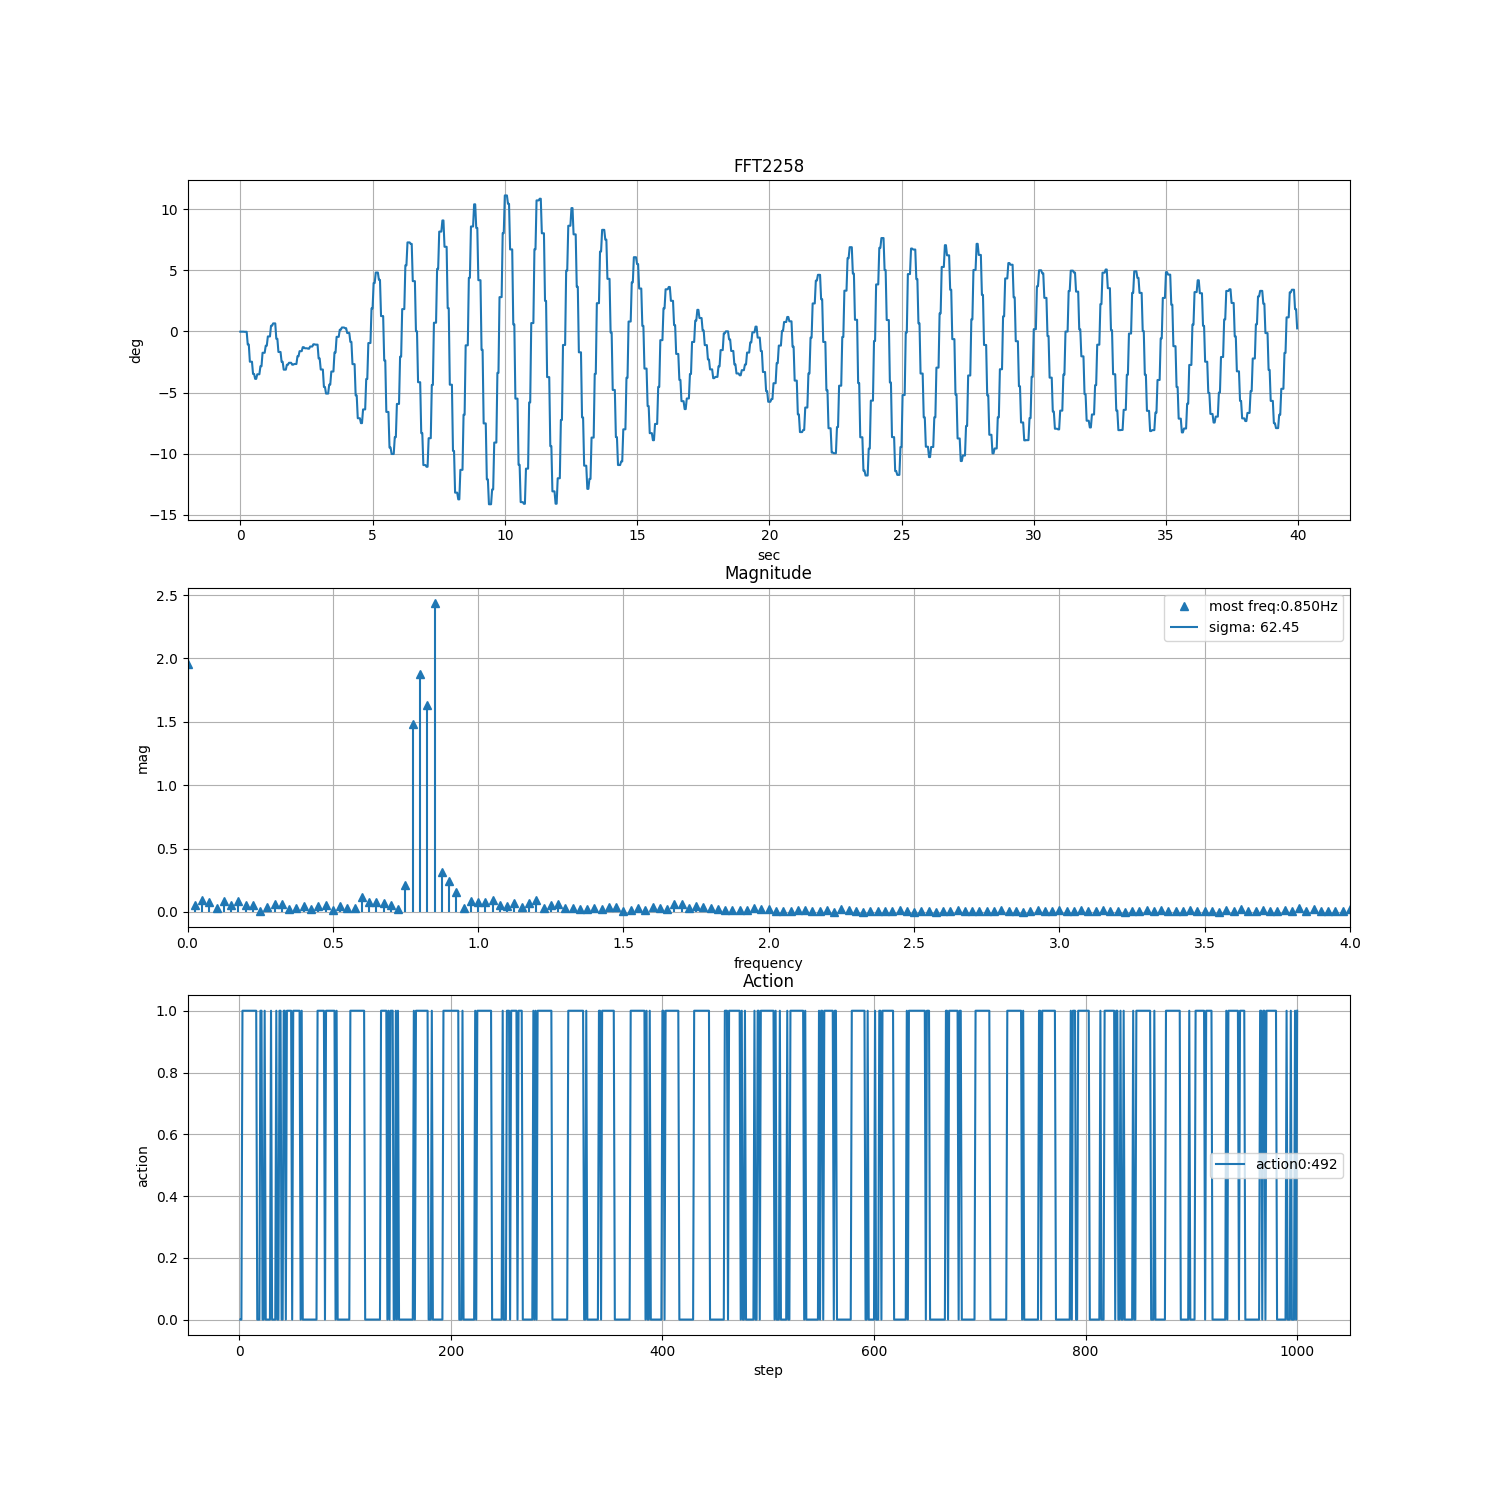 FFT2258
10
5
0
−5
−10
−15
deg
0 5 10 15 20 25 30 35 40
sec
Magnitude
2.5
2.0
1.5
1.0
0.5
0.0
mag
most freq:0.850Hz
sigma: 62.45
0.0 0.5 1.0 1.5 2.0 2.5 3.0 3.5 4.0
frequency
Action
1.0
0.8
0.6
0.4
0.2
0.0
action
action0:492
0 200 400 600 800 1000
step